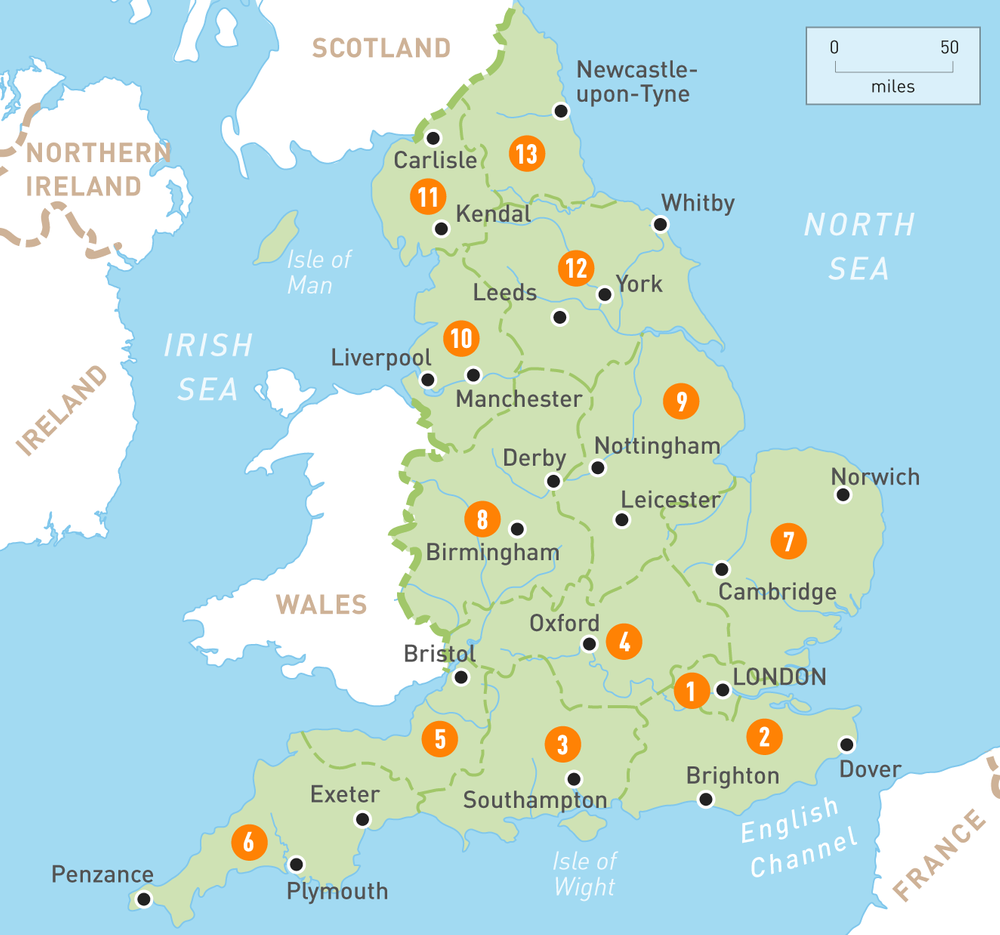 SCOTLAND
0 50
miles
Newcastle-
upon-Tyne
Carlisle
13
NORTHERN
IRELAND
11
Kendal
Whitby
NORTH
SEA
Isle of
Man
12
York
Leeds
IRISH
SEA
10
Liverpool
Manchester
9
IRELAND
Nottingham
Derby
Norwich
Leicester
8
Birmingham
7
Cambridge
WALES
Oxford
4
Bristol
1
LONDON
5
3
2
Dover
Brighton
Southampton
Exeter
English
Channel
6
Isle of
Wight
Penzance
Plymouth
FRANCE